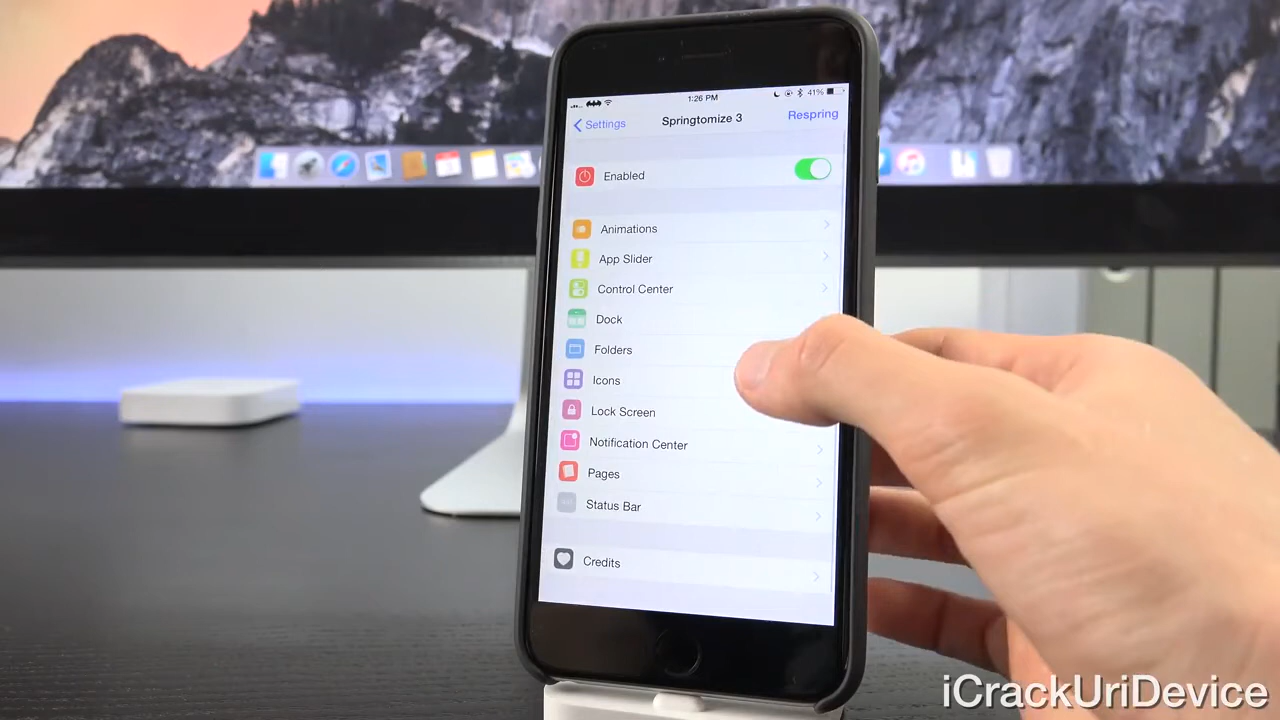 1:26 PM
41%
Settings
Springtomize 3
Respring
Enabled
Animations
App Slider
Control Center
Dock
Folders
Icons
Lock Screen
Notification Center
Pages
Status Bar
Credits
iCrackUriDevice